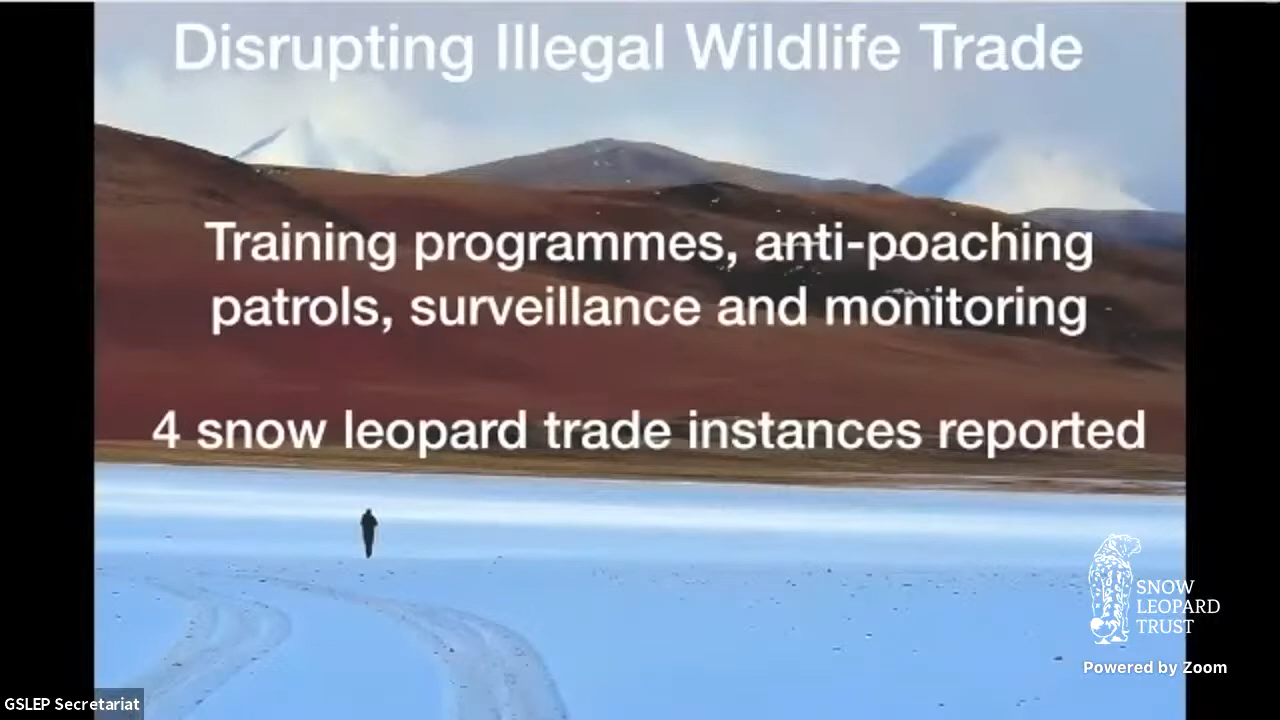 Disrupting Illegal Wildlife Trade
Training programmes, anti-poaching
patrols, surveillance and monitoring
4 snow leopard trade instances reported
SNOW
LEOPARD
TRUST
Powered by Zoom
GSLEP Secretariat